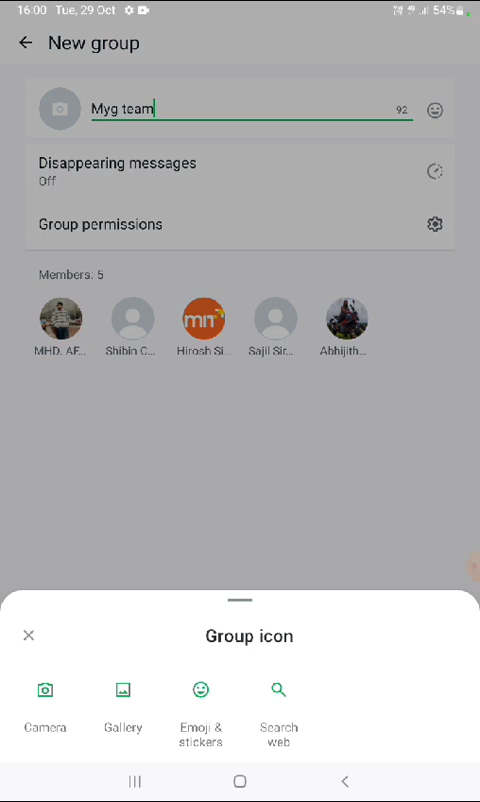 16:00 Tue, 29 Oct 54%
New group
Myg team 92
Disappearing messages
Off
Group permissions
Members: 5
MIT
MHD. AF... Shibin C... Hirosh Si.. Sajil Sir... Abhijith...
Group icon
Camera Gallery Emoji & stickers Search web